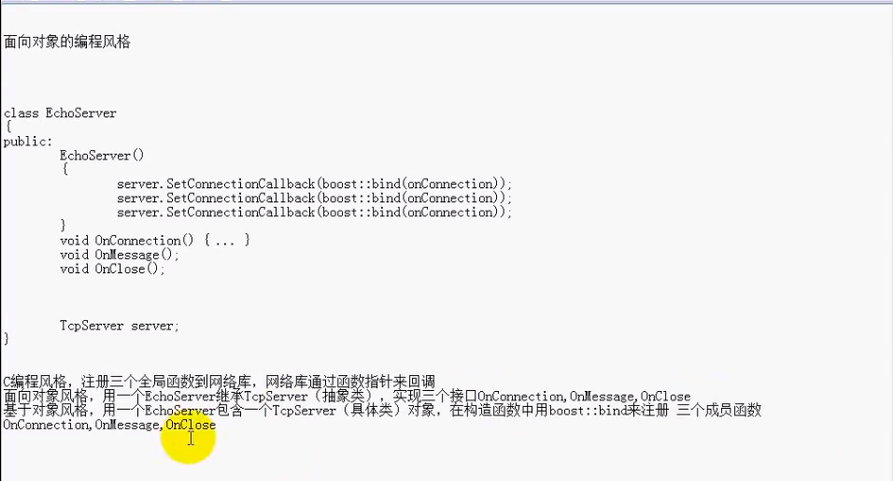 面向对象的编程风格
class EchoServer
{
public:
EchoServer()
{
server.SetConnectionCallback(boost::bind(onConnection));
server.SetConnectionCallback(boost::bind(onConnection));
server.SetConnectionCallback(boost::bind(onConnection));
}
void OnConnection() { ... }
void OnMessage();
void OnClose();
TcpServer server;
}
C编程风格，注册三个全局函数到网络库，网络库通过函数指针来回调
面向对象风格，用一个EchoServer继承TcpServer（抽象类），实现三个接口OnConnection,OnMessage,OnClose
基于对象风格，用一个EchoServer包含一个TcpServer（具体类）对象，在构造函数中用boost::bind来注册 三个成员函数
OnConnection,OnMessage,OnClose